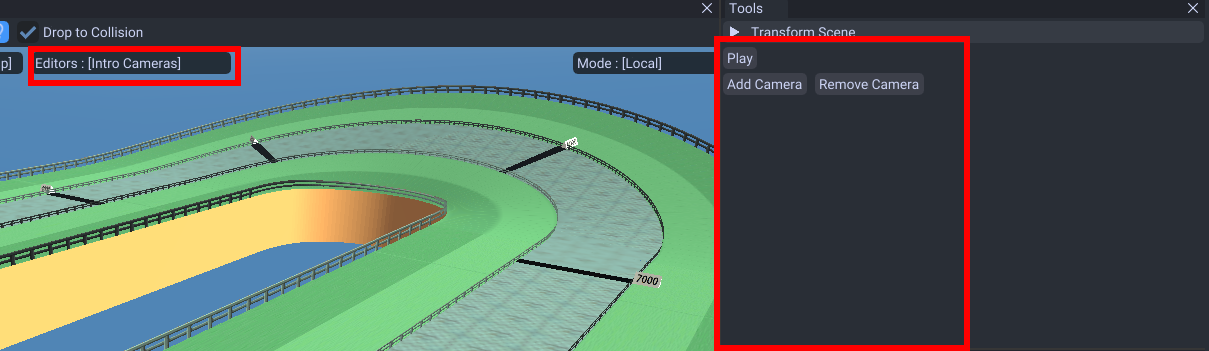 Tools
Drop to Collision
Transform Scene
p]
Editors : [Intro Cameras]
Mode : [Local]
Play
Add Camera
Remove Camera
7000